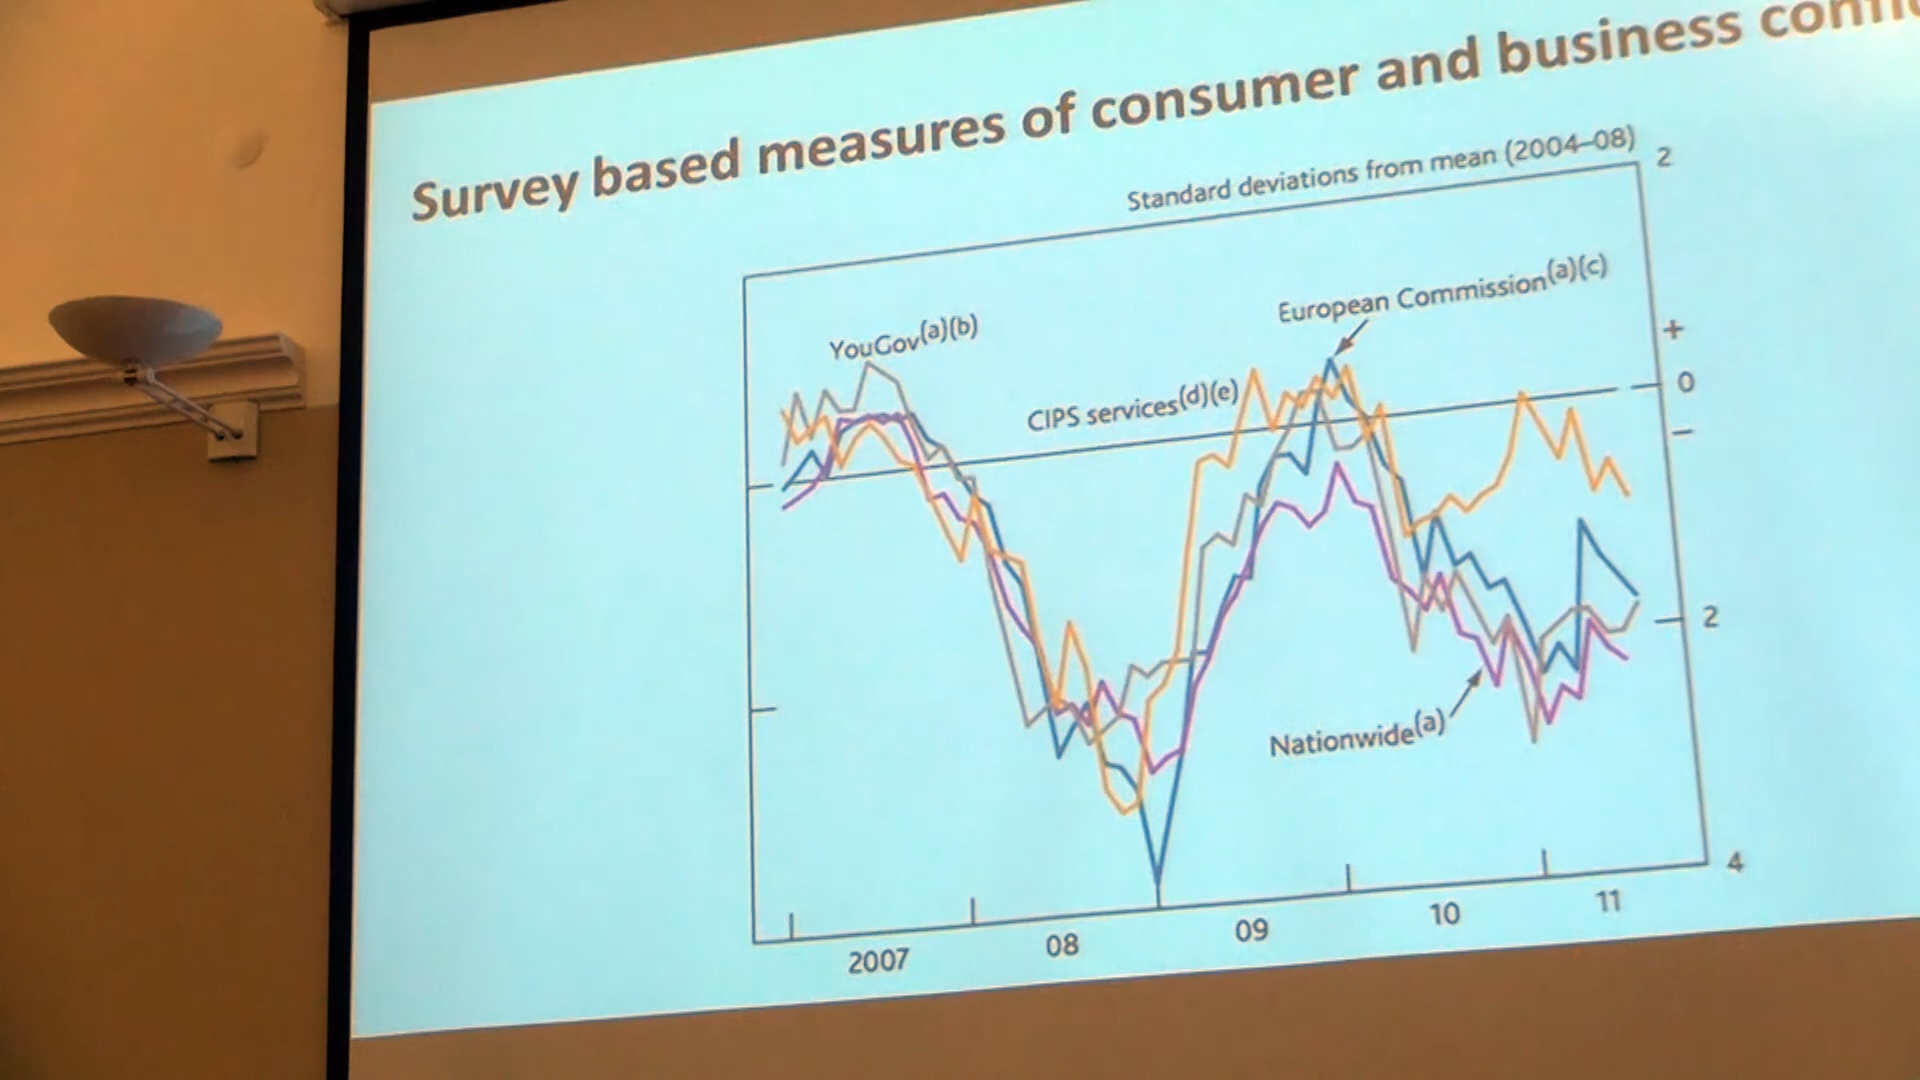 Survey based measures of consumer and business
Standard deviations from mean (2004–08)
2
European Commission(a)(c)
YouGov(a)(b)
+
CIPS services(d)(e)
0
–
2
Nationwide(a)
4
2007 08 09 10 11